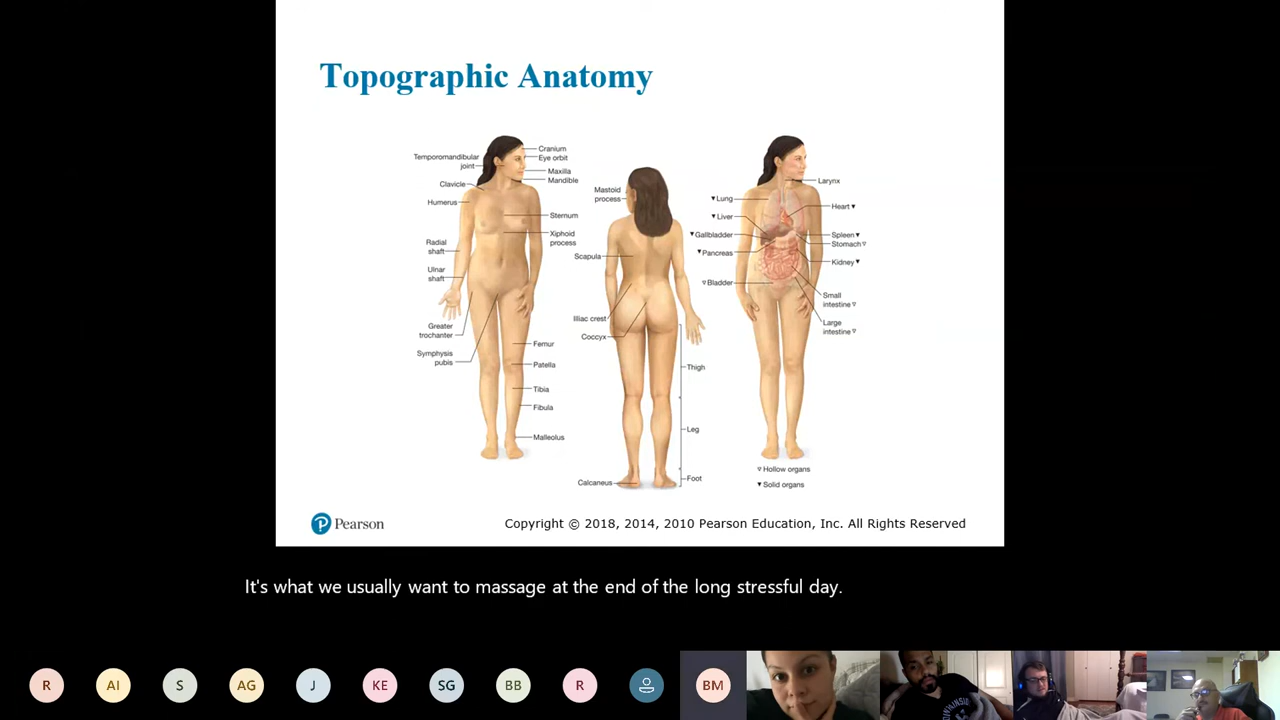 Topographic Anatomy
Temporomandibular
joint
Clavicle
Humerus
Radial
shaft
Ulnar
shaft
Greater
trochanter
Symphysis
pubis
Cranium
Eye orbit
Maxilla
Mandible
Sternum
Xiphoid
process
Femur
Patella
Tibia
Fibula
Malleolus
Mastoid
process
Scapula
Illiac crest
Coccyx
Calcaneus
Thigh
Leg
Foot
▼Lung
▼Liver
▼Gallbladder
▼Pancreas
▿Bladder
Larynx
Heart▼
Spleen▼
Stomach▿
Kidney▼
Small
intestine ▿
Large
intestine ▿
▿ Hollow organs
▼Solid organs
P Pearson
Copyright © 2018, 2014, 2010 Pearson Education, Inc. All Rights Reserved
It's what we usually want to massage at the end of the long stressful day.
R AI S AG J KE SG BB R BM